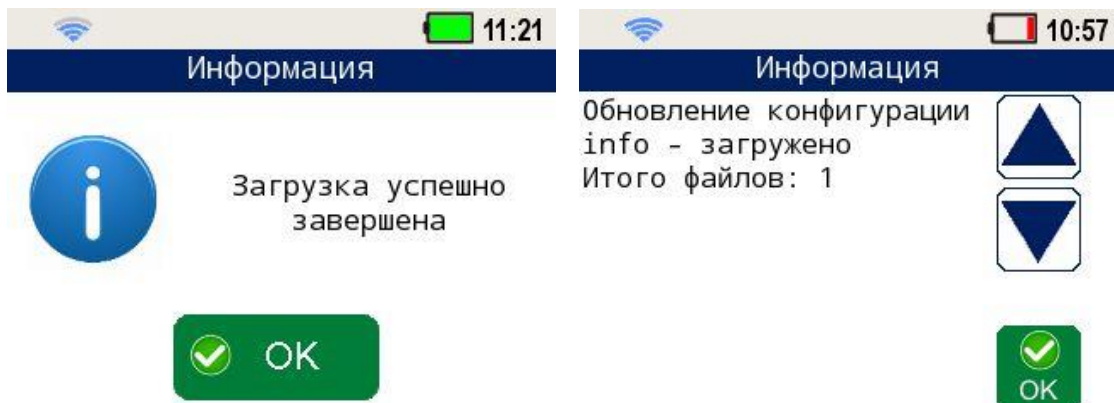 11:21
Информация
Загрузка успешно
завершена
OK
10:57
Информация
Обновление конфигурации
info - загружено
Итого файлов: 1
OK